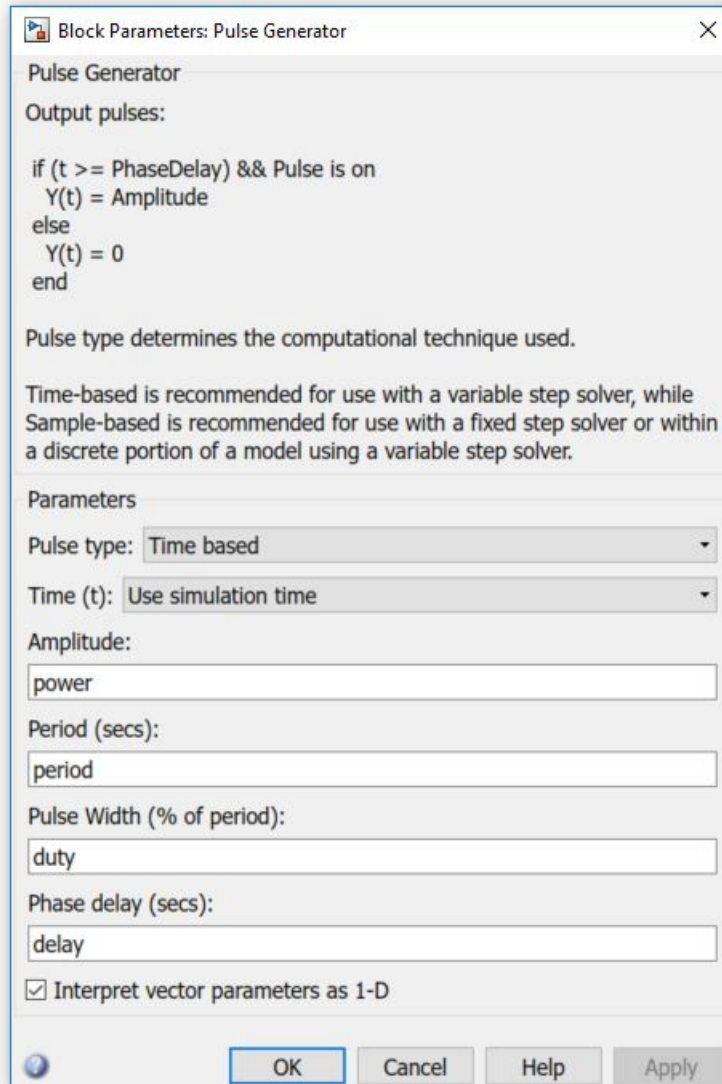 Block Parameters: Pulse Generator
Pulse Generator
Output pulses:
if (t >= PhaseDelay) && Pulse is on
Y(t) = Amplitude
else
Y(t) = 0
end
Pulse type determines the computational technique used.
Time-based is recommended for use with a variable step solver, while
Sample-based is recommended for use with a fixed step solver or within
a discrete portion of a model using a variable step solver.
Parameters
Pulse type: Time based
Time (t): Use simulation time
Amplitude:
power
Period (secs):
period
Pulse Width (% of period):
duty
Phase delay (secs):
delay
Interpret vector parameters as 1-D
OK Cancel Help Apply